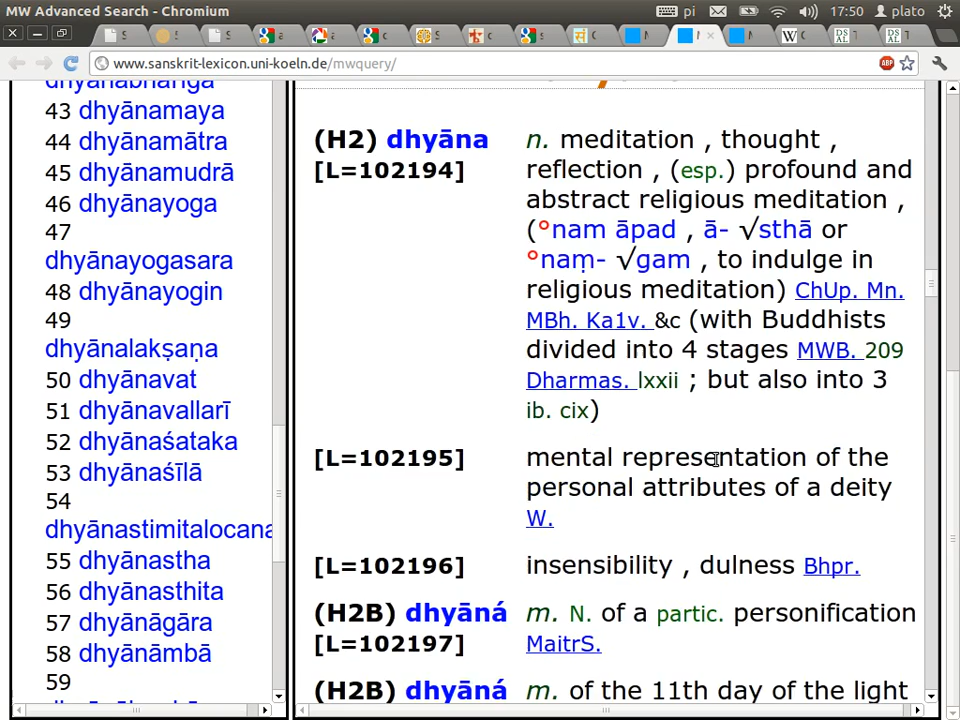 MW Advanced Search - Chromium
pi
17:50
plato
www.sanskrit-lexicon.uni-koeln.de/mwquery/
ABP
43 dhyānamaya
44 dhyānamātra
45 dhyānamudrā
46 dhyānayoga
47
dhyānayogasara
48 dhyānayogin
49
dhyānalakṣaṇa
50 dhyānavat
51 dhyānavallarī
52 dhyānaśataka
53 dhyānaśīlā
54
dhyānastimitalocana
55 dhyānastha
56 dhyānasthita
57 dhyānāgāra
58 dhyānāmbā
59
(H2) dhyāna n. meditation , thought ,
[L=102194] reflection , (esp.) profound and
abstract religious meditation ,
(°nam āpad , ā- √sthā or
°naṃ- √gam , to indulge in
religious meditation) ChUp. Mn.
MBh. Ka1v. &c (with Buddhists
divided into 4 stages MWB. 209
Dharmas. lxxii ; but also into 3
ib. cix)
[L=102195] mental representation of the
personal attributes of a deity
W.
[L=102196] insensibility , dulness Bhpr.
(H2B) dhyāná m. N. of a partic. personification
[L=102197] MaitrS.
(H2B) dhyāná m. of the 11th day of the light